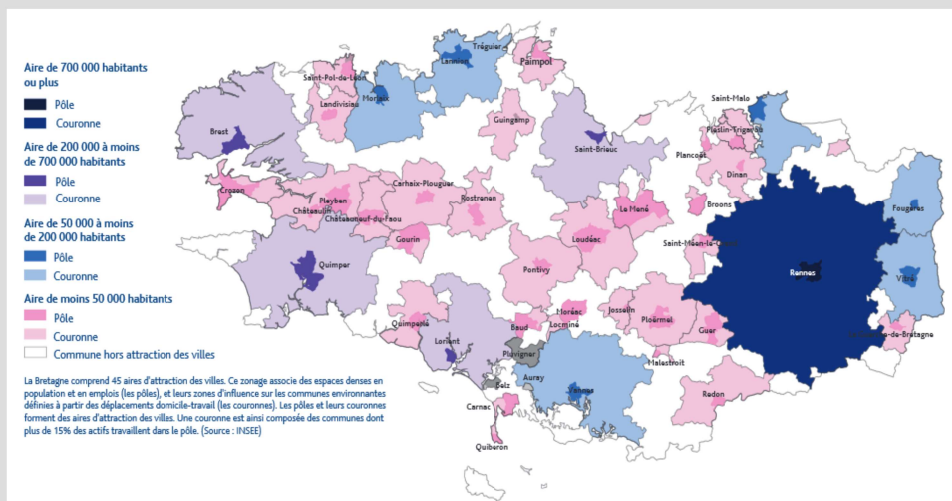 Aire de 700 000 habitants
ou plus
Pôle
Couronne
Aire de 200 000 à moins
de 700 000 habitants
Pôle
Couronne
Aire de 50 000 à moins
de 200 000 habitants
Pôle
Couronne
Aire de moins 50 000 habitants
Pôle
Couronne
Commune hors attraction des villes
La Bretagne comprend 45 aires d'attraction des villes. Ce zonage associe des espaces denses en
population et en emplois (les pôles), et leurs zones d'influence sur les communes environnantes
définies à partir des déplacements domicile-travail (les couronnes). Les pôles et leurs couronnes
forment des aires d'attraction des villes. Une couronne est ainsi composée des communes dont
plus de 15% des actifs travaillent dans le pôle. (Source : INSEE)
Tréguier
Lannion
Paimpol
Saint-Pol-de-Léon
Landivisiau
Morlaix
Saint-Malo
Guingamp
Pleslin-Trigavou
Brest
Saint-Brieuc
Plancoët
Dinan
Crozon
Carhaix-Plouguer
Pleyben
Rostrenen
Châteaulin
Châteauneuf-du-Faou
Le Mené
Broons
Fougères
Gourin
Loudéac
Saint-Méen-le-Grand
Quimper
Pontivy
Rennes
Vitré
Quimperlé
Moréac
Josselin
Ploërmel
Baud
Locminé
Guer
-de-Bretagne
Lorient
Pluvigner
Malestroit
Belz
Auray
Vannes
Redon
Carnac
Quiberon